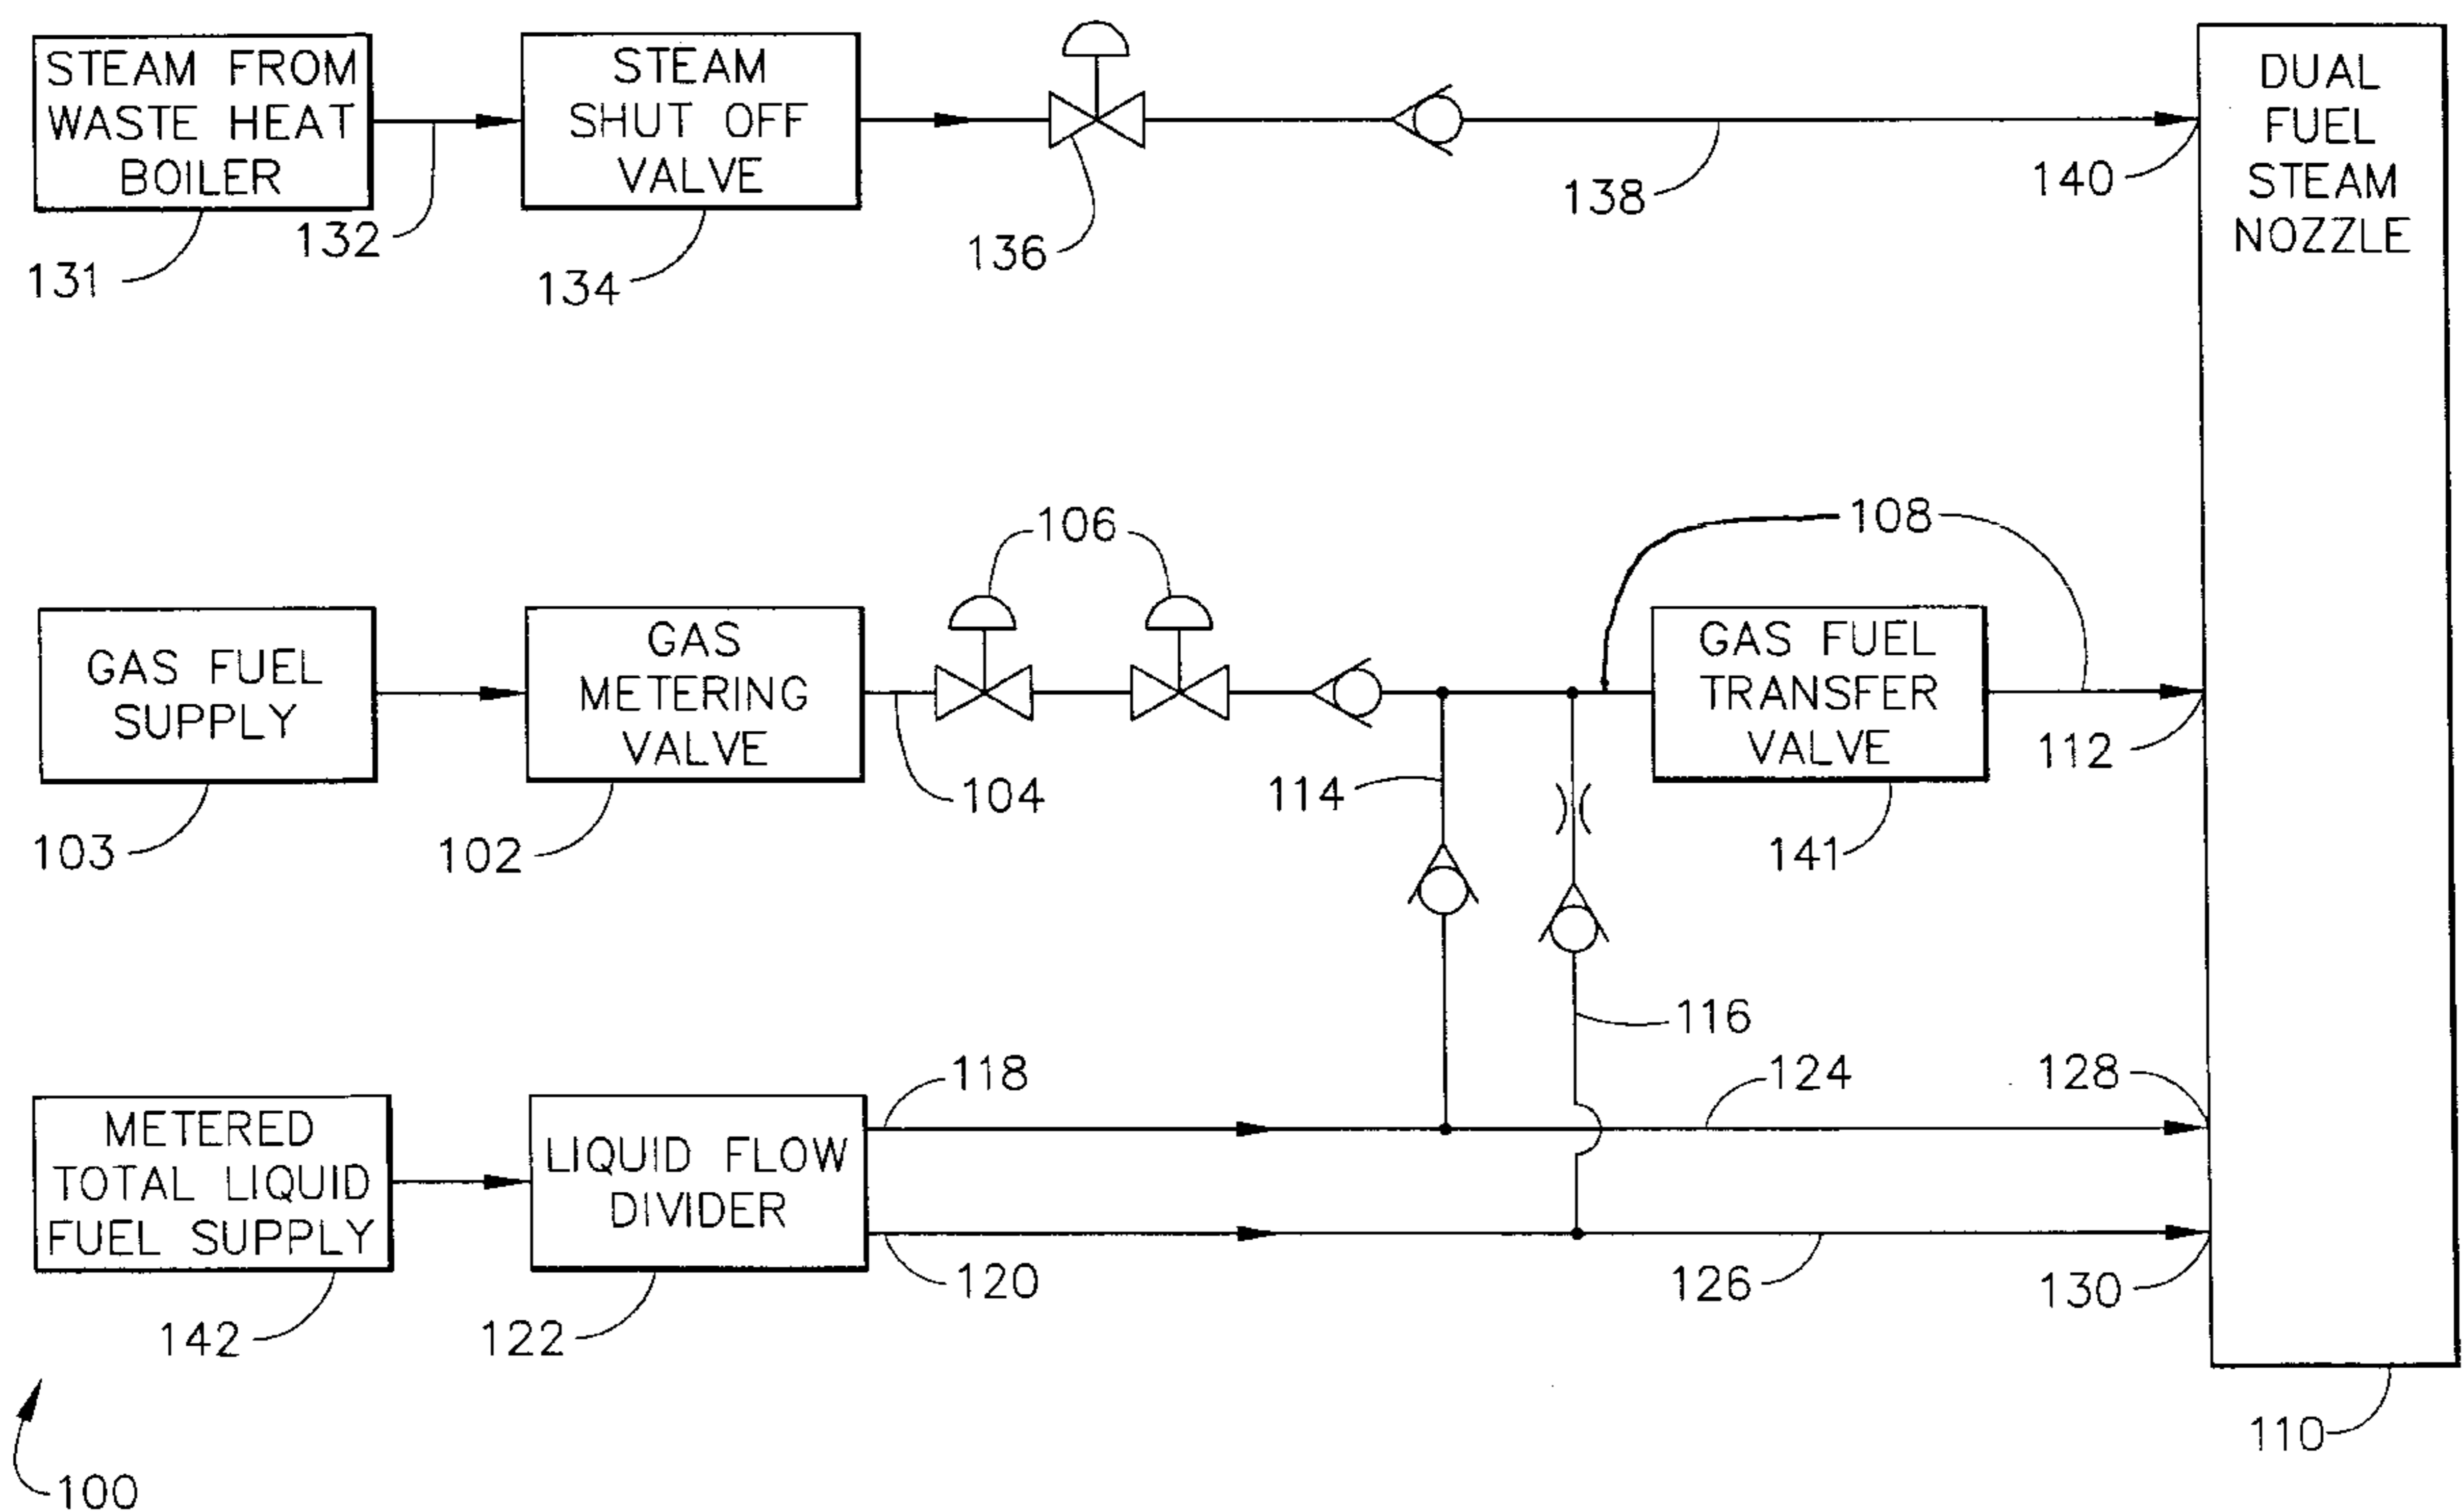 STEAM FROM
WASTE HEAT
BOILER
STEAM
SHUT OFF
VALVE
DUAL
FUEL
STEAM
NOZZLE
131
132
134
136
138
140
106
108
GAS FUEL
SUPPLY
GAS
METERING
VALVE
GAS FUEL
TRANSFER
VALVE
103
102
104
114
141
112
116
118
124
128
METERED
TOTAL LIQUID
FUEL SUPPLY
LIQUID FLOW
DIVIDER
142
122
120
126
130
100
110